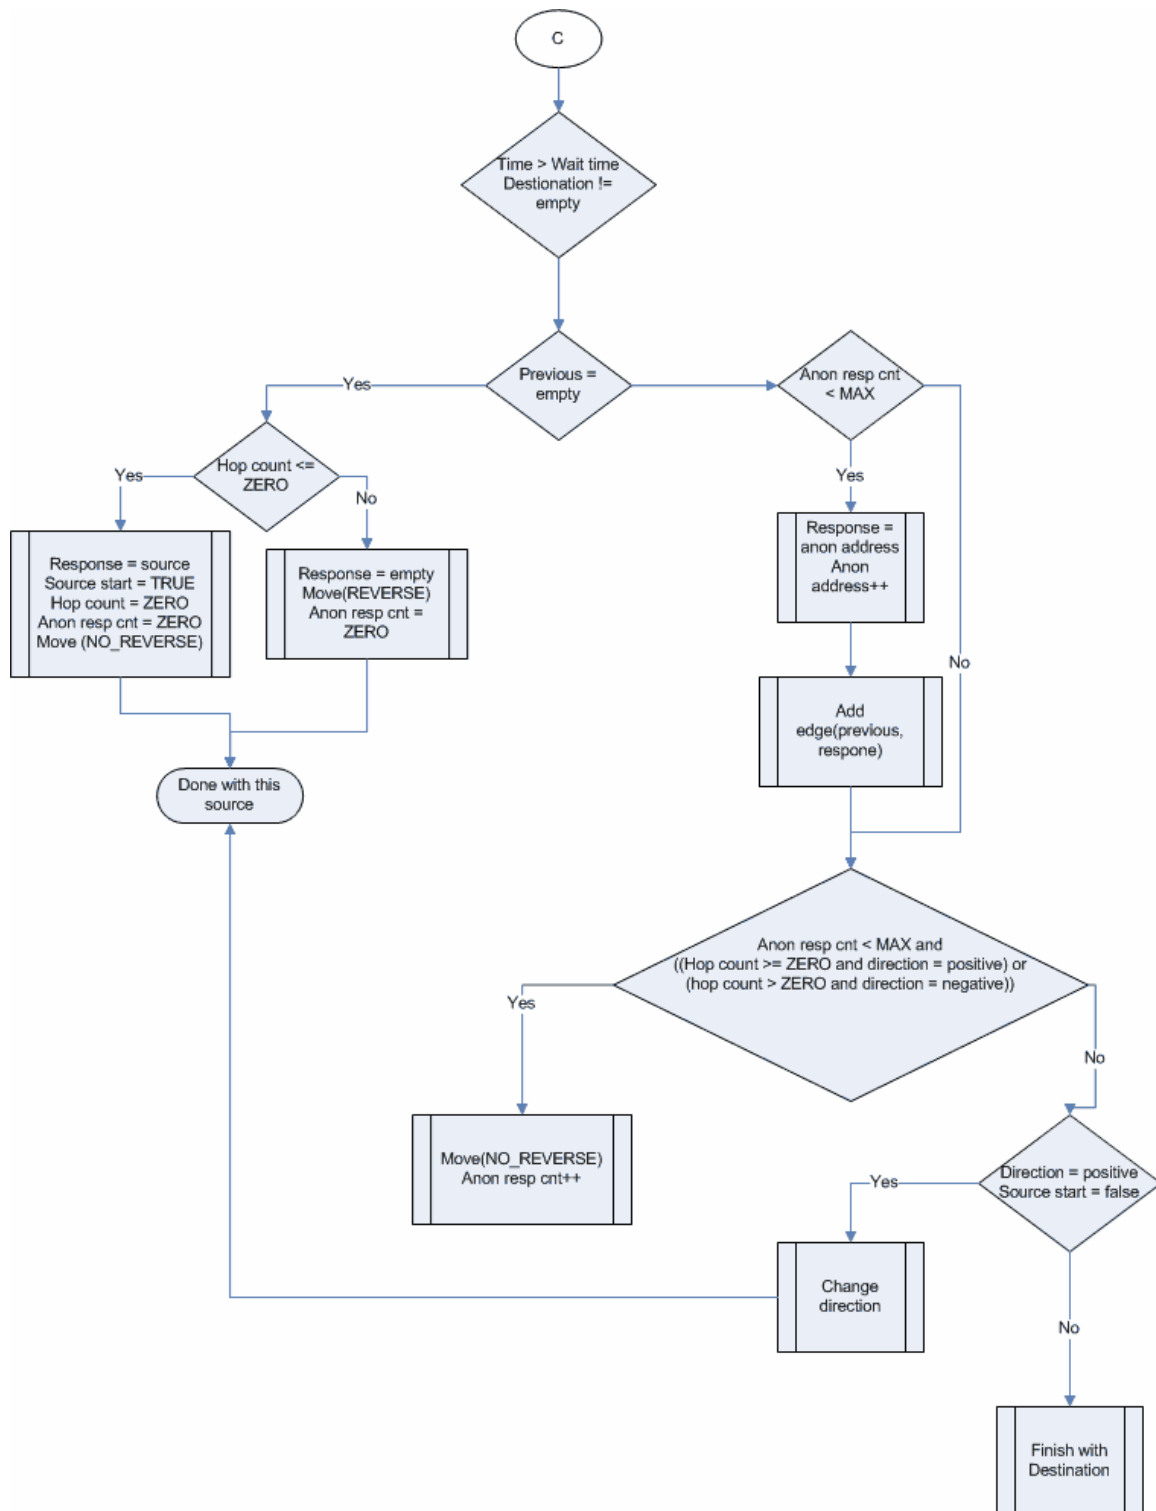 C
Time > Wait time
Destionation !=
empty
Previous =
empty
Yes
Anon resp cnt
< MAX
Hop count <=
ZERO
Yes
No
Yes
Response = source
Source start = TRUE
Hop count = ZERO
Anon resp cnt = ZERO
Move (NO_REVERSE)
Response = empty
Move(REVERSE)
Anon resp cnt =
ZERO
Response =
anon address
Anon
address++
No
Add
edge(previous,
respone)
Done with this
source
Anon resp cnt < MAX and
((Hop count >= ZERO and direction = positive) or
(hop count > ZERO and direction = negative))
Yes
No
Move(NO_REVERSE)
Anon resp cnt++
Direction = positive
Source start = false
Yes
Change
direction
No
Finish with
Destination